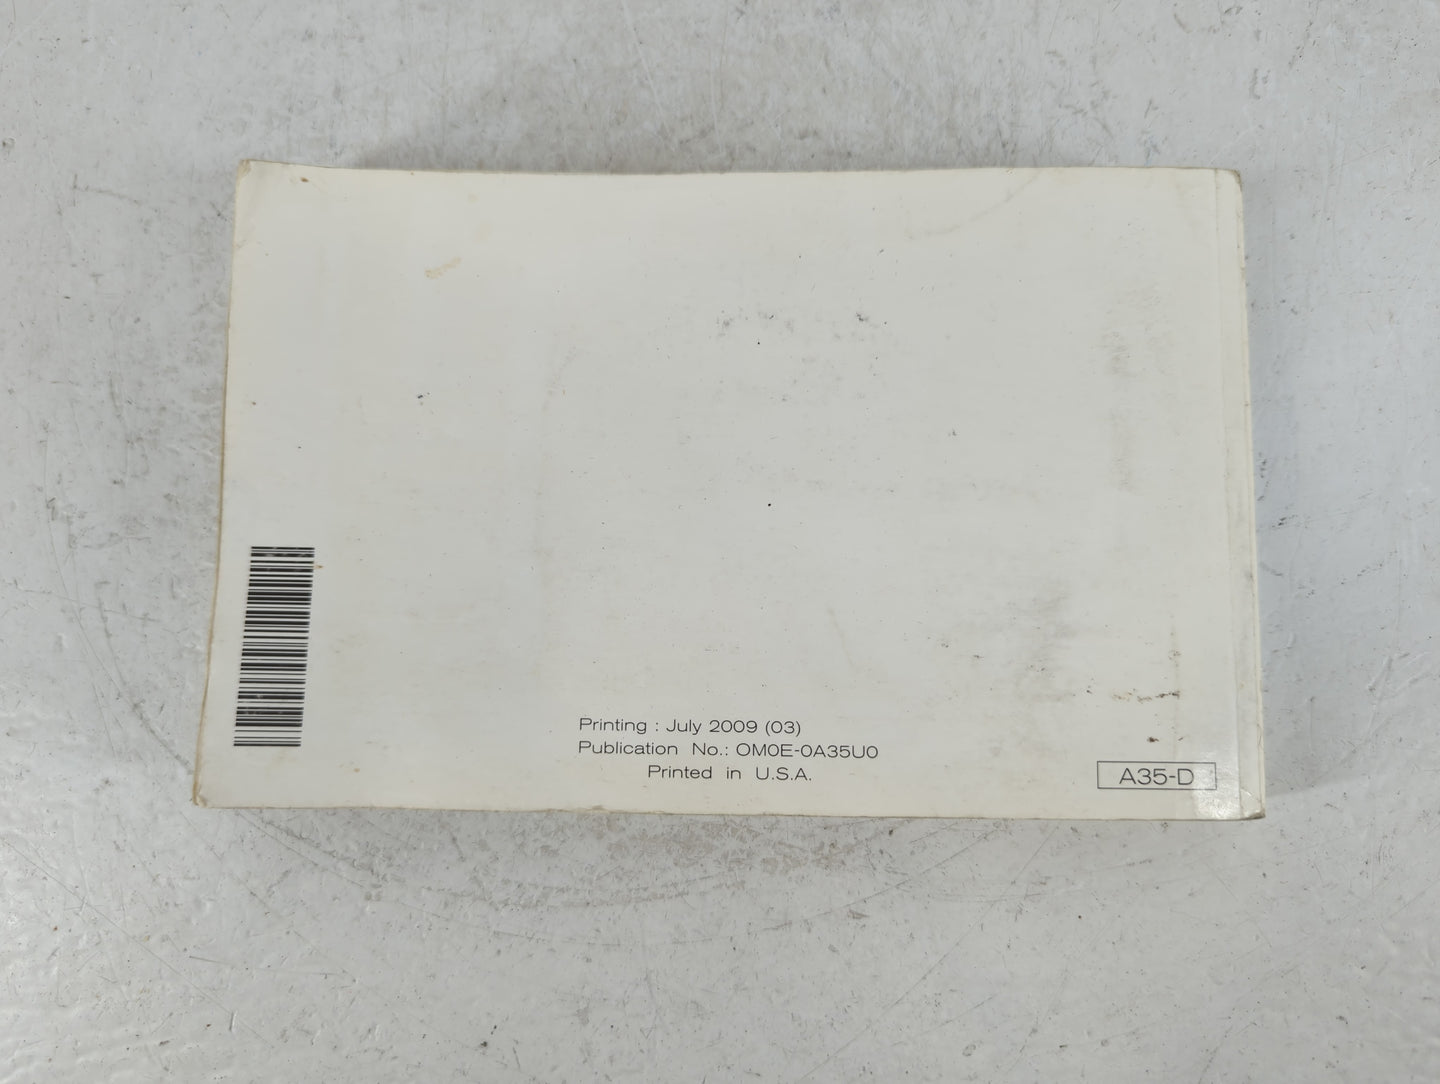 Printing : July 2009 (03)
Publication No.: OM0E-0A35U0
Printed in U.S.A.
A35-D